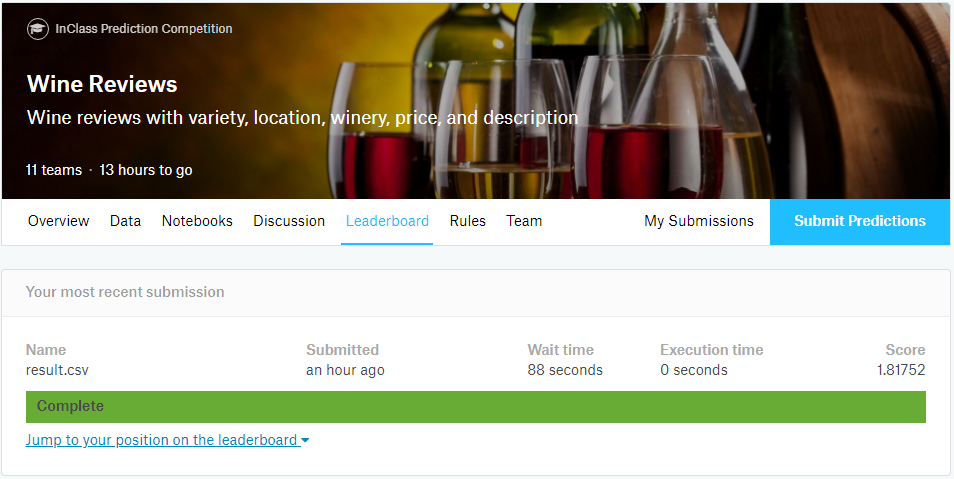 InClass Prediction Competition
Wine Reviews
Wine reviews with variety, location, winery, price, and description
11 teams · 13 hours to go
Overview Data Notebooks Discussion Leaderboard Rules Team My Submissions Submit Predictions
Your most recent submission
Name Submitted Wait time Execution time Score
result.csv an hour ago 88 seconds 0 seconds 1.81752
Complete
Jump to your position on the leaderboard